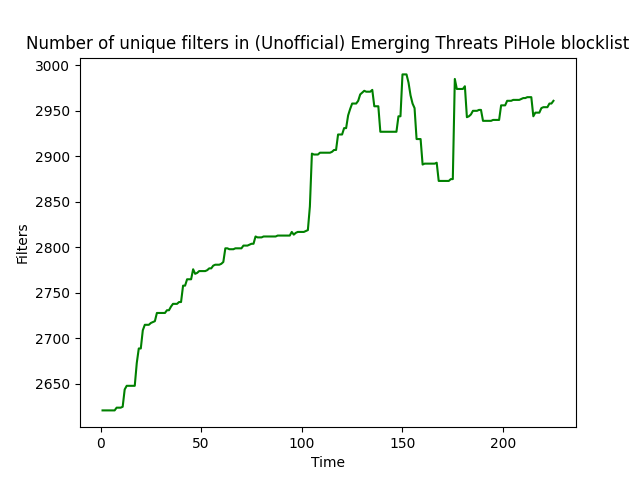 Number of unique filters in (Unofficial) Emerging Threats PiHole blocklist
3000
2950
2900
2850
2800
2750
2700
2650
Filters
0 50 100 150 200
Time